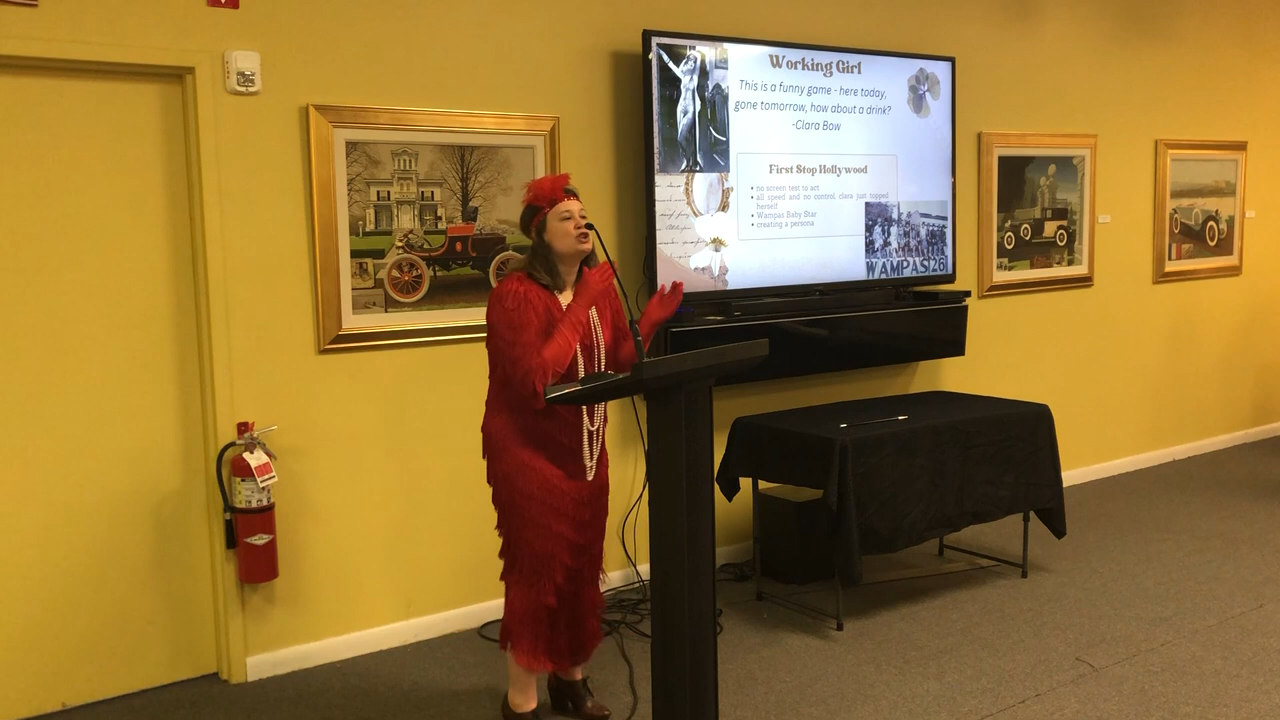 Working Girl
This is a funny game - here today,
gone tomorrow, how about a drink?
-Clara Bow
First Stop Hollywood
• no screen test to act
• all speed and no control, clara just topped
herself
• Wampas Baby Star
• creating a persona
WAMPAS 26